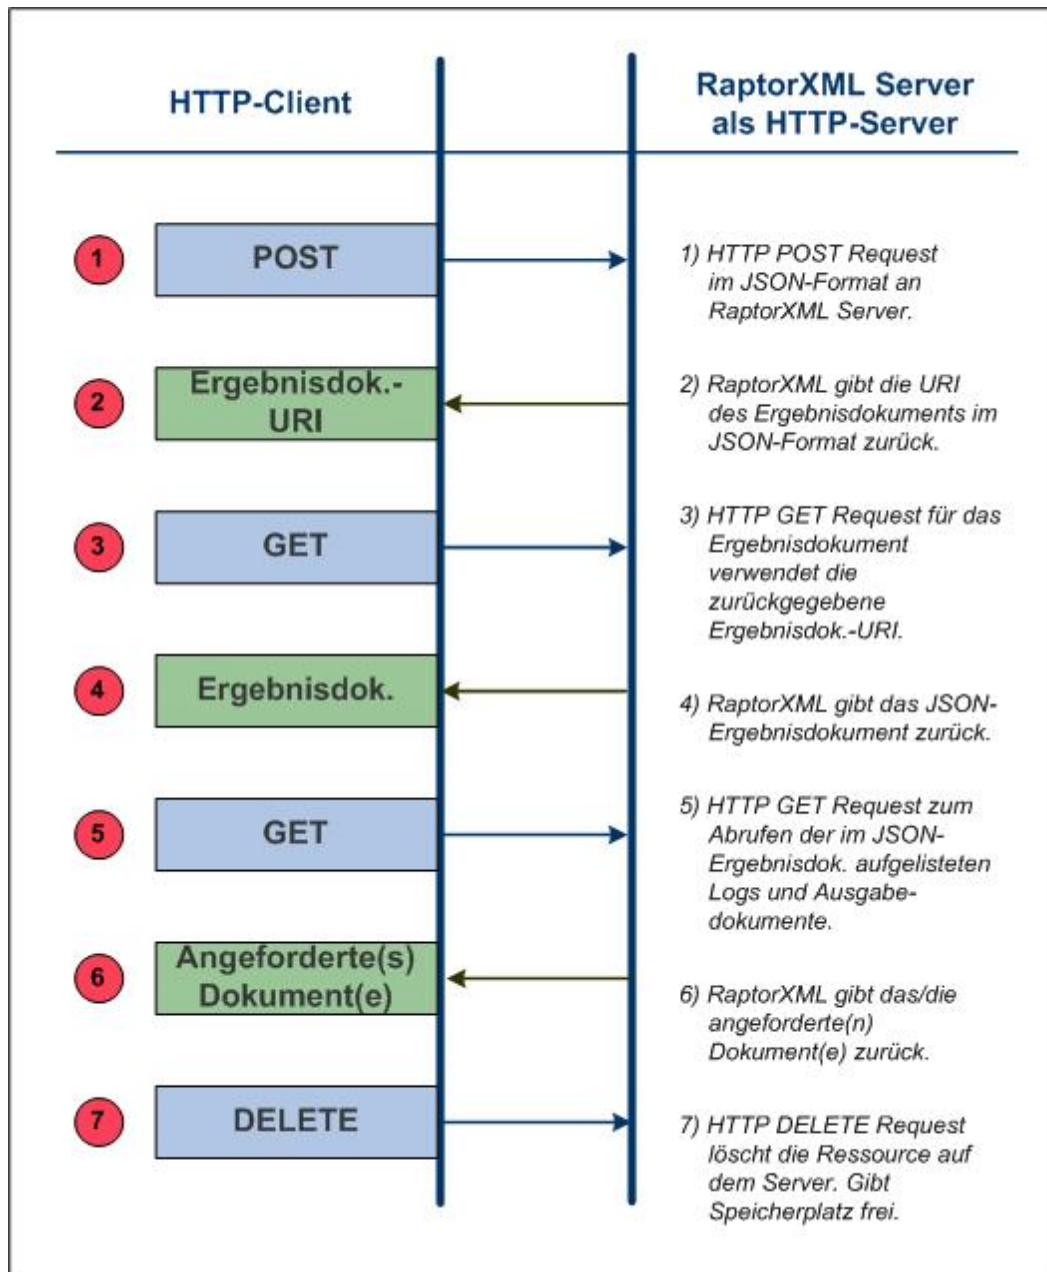 HTTP-Client
RaptorXML Server
als HTTP-Server
1
POST
1) HTTP POST Request
im JSON-Format an
RaptorXML Server.
2
Ergebnisdok.-
URI
2) RaptorXML gibt die URI
des Ergebnisdokuments im
JSON-Format zurück.
3
GET
3) HTTP GET Request für das
Ergebnisdokument
verwendet die
zurückgegebene
Ergebnisdok.-URI.
4
Ergebnisdok.
4) RaptorXML gibt das JSON-
Ergebnisdokument zurück.
5
GET
5) HTTP GET Request zum
Abrufen der im JSON-
Ergebnisdok. aufgelisteten
Logs und Ausgabe-
dokumente.
6
Angeforderte(s)
Dokument(e)
6) RaptorXML gibt das/die
angeforderte(n)
Dokument(e) zurück.
7
DELETE
7) HTTP DELETE Request
löscht die Ressource auf
dem Server. Gibt
Speicherplatz frei.